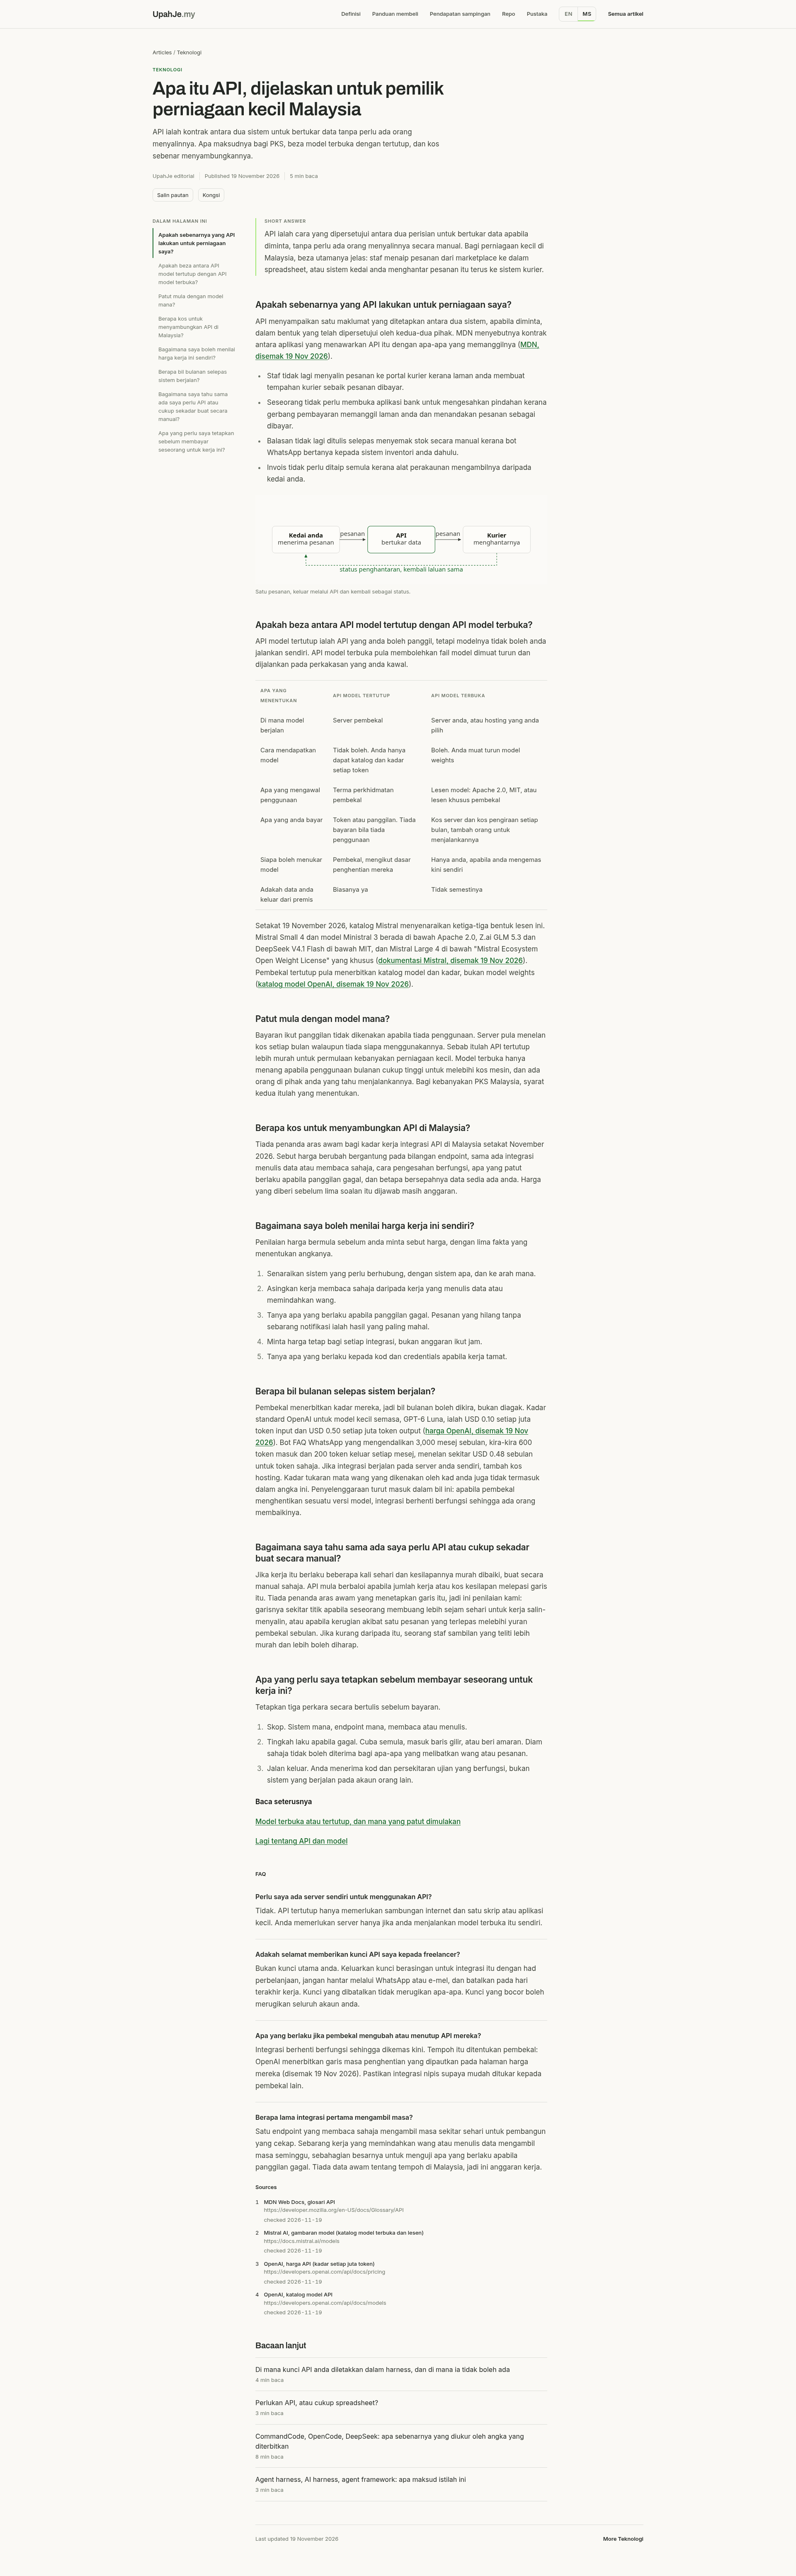 UpahJe.my
Definisi
Panduan membeli
Pendapatan sampingan
Repo
Pustaka
EN
MS
Semua artikel
Articles / Teknologi
TEKNOLOGI
Apa itu API, dijelaskan untuk pemilik
perniagaan kecil Malaysia
API ialah kontrak antara dua sistem untuk bertukar data tanpa perlu ada orang
menyalinnya. Apa maksudnya bagi PKS, beza model terbuka dengan tertutup, dan kos
sebenar menyambungkannya.
UpahJe editorial
Published 19 November 2026
5 min baca
Salin pautan
Kongsi
DALAM HALAMAN INI
Apakah sebenarnya yang API
lakukan untuk perniagaan
saya?
Apakah beza antara API
model tertutup dengan API
model terbuka?
Patut mula dengan model
mana?
Berapa kos untuk
menyambungkan API di
Malaysia?
Bagaimana saya boleh menilai
harga kerja ini sendiri?
Berapa bil bulanan selepas
sistem berjalan?
Bagaimana saya tahu sama
ada saya perlu API atau
cukup sekadar buat secara
manual?
Apa yang perlu saya tetapkan
sebelum membayar
seseorang untuk kerja ini?
SHORT ANSWER
API ialah cara yang dipersetujui antara dua perisian untuk bertukar data apabila
diminta, tanpa perlu ada orang menyalinnya secara manual. Bagi perniagaan kecil di
Malaysia, beza utamanya jelas: staf menaip pesanan dari marketplace ke dalam
spreadsheet, atau sistem kedai anda menghantar pesanan itu terus ke sistem kurier.
Apakah sebenarnya yang API lakukan untuk perniagaan saya?
API menyampaikan satu maklumat yang ditetapkan antara dua sistem, apabila diminta,
dalam bentuk yang telah dipersetujui oleh kedua-dua pihak. MDN menyebutnya kontrak
antara aplikasi yang menawarkan API itu dengan apa-apa yang memanggilnya (MDN,
disemak 19 Nov 2026).
• Staf tidak lagi menyalin pesanan ke portal kurier kerana laman anda membuat
tempahan kurier sebaik pesanan dibayar.
• Seseorang tidak perlu membuka aplikasi bank untuk mengesahkan pindahan kerana
gerbang pembayaran memanggil laman anda dan menandakan pesanan sebagai
dibayar.
• Balasan tidak lagi ditulis selepas menyemak stok secara manual kerana bot
WhatsApp bertanya kepada sistem inventori anda dahulu.
• Invois tidak perlu ditaip semula kerana alat perakaunan mengambilnya daripada
kedai anda.
Kedai anda
menerima pesanan
pesanan
API
bertukar data
pesanan
Kurier
menghantarnya
status penghantaran, kembali laluan sama
Satu pesanan, keluar melalui API dan kembali sebagai status.
Apakah beza antara API model tertutup dengan API model terbuka?
API model tertutup ialah API yang anda boleh panggil, tetapi modelnya tidak boleh anda
jalankan sendiri. API model terbuka pula membolehkan fail model dimuat turun dan
dijalankan pada perkakasan yang anda kawal.
APA YANG
MENENTUKAN
API MODEL TERTUTUP
API MODEL TERBUKA
Di mana model
berjalan
Server pembekal
Server anda, atau hosting yang anda
pilih
Cara mendapatkan
model
Tidak boleh. Anda hanya
dapat katalog dan kadar
setiap token
Boleh. Anda muat turun model
weights
Apa yang mengawal
penggunaan
Terma perkhidmatan
pembekal
Lesen model: Apache 2.0, MIT, atau
lesen khusus pembekal
Apa yang anda bayar
Token atau panggilan. Tiada
bayaran bila tiada
penggunaan
Kos server dan kos pengiraan setiap
bulan, tambah orang untuk
menjalankannya
Siapa boleh menukar
model
Pembekal, mengikut dasar
penghentian mereka
Hanya anda, apabila anda mengemas
kini sendiri
Adakah data anda
keluar dari premis
Biasanya ya
Tidak semestinya
Setakat 19 November 2026, katalog Mistral menyenaraikan ketiga-tiga bentuk lesen ini.
Mistral Small 4 dan model Ministral 3 berada di bawah Apache 2.0, Z.ai GLM 5.3 dan
DeepSeek V4.1 Flash di bawah MIT, dan Mistral Large 4 di bawah "Mistral Ecosystem
Open Weight License" yang khusus (dokumentasi Mistral, disemak 19 Nov 2026).
Pembekal tertutup pula menerbitkan katalog model dan kadar, bukan model weights
(katalog model OpenAI, disemak 19 Nov 2026).
Patut mula dengan model mana?
Bayaran ikut panggilan tidak dikenakan apabila tiada penggunaan. Server pula menelan
kos setiap bulan walaupun tiada siapa menggunakannya. Sebab itulah API tertutup
lebih murah untuk permulaan kebanyakan perniagaan kecil. Model terbuka hanya
menang apabila penggunaan bulanan cukup tinggi untuk melebihi kos mesin, dan ada
orang di pihak anda yang tahu menjalankannya. Bagi kebanyakan PKS Malaysia, syarat
kedua itulah yang menentukan.
Berapa kos untuk menyambungkan API di Malaysia?
Tiada penanda aras awam bagi kadar kerja integrasi API di Malaysia setakat November
2026. Sebut harga berubah bergantung pada bilangan endpoint, sama ada integrasi
menulis data atau membaca sahaja, cara pengesahan berfungsi, apa yang patut
berlaku apabila panggilan gagal, dan betapa bersepahnya data sedia ada anda. Harga
yang diberi sebelum lima soalan itu dijawab masih anggaran.
Bagaimana saya boleh menilai harga kerja ini sendiri?
Penilaian harga bermula sebelum anda minta sebut harga, dengan lima fakta yang
menentukan angkanya.
1. Senaraikan sistem yang perlu berhubung, dengan sistem apa, dan ke arah mana.
2. Asingkan kerja membaca sahaja daripada kerja yang menulis data atau
memindahkan wang.
3. Tanya apa yang berlaku apabila panggilan gagal. Pesanan yang hilang tanpa
sebarang notifikasi ialah hasil yang paling mahal.
4. Minta harga tetap bagi setiap integrasi, bukan anggaran ikut jam.
5. Tanya apa yang berlaku kepada kod dan credentials apabila kerja tamat.
Berapa bil bulanan selepas sistem berjalan?
Pembekal menerbitkan kadar mereka, jadi bil bulanan boleh dikira, bukan diagak. Kadar
standard OpenAI untuk model kecil semasa, GPT-6 Luna, ialah USD 0.10 setiap juta
token input dan USD 0.50 setiap juta token output (harga OpenAI, disemak 19 Nov
2026). Bot FAQ WhatsApp yang mengendalikan 3,000 mesej sebulan, kira-kira 600
token masuk dan 200 token keluar setiap mesej, menelan sekitar USD 0.48 sebulan
untuk token sahaja. Jika integrasi berjalan pada server anda sendiri, tambah kos
hosting. Kadar tukaran mata wang yang dikenakan oleh kad anda juga tidak termasuk
dalam angka ini. Penyelenggaraan turut masuk dalam bil ini: apabila pembekal
menghentikan sesuatu versi model, integrasi berhenti berfungsi sehingga ada orang
membaikinya.
Bagaimana saya tahu sama ada saya perlu API atau cukup sekadar
buat secara manual?
Jika kerja itu berlaku beberapa kali sehari dan kesilapannya murah dibaiki, buat secara
manual sahaja. API mula berbaloi apabila jumlah kerja atau kos kesilapan melepasi garis
itu. Tiada penanda aras awam yang menetapkan garis itu, jadi ini penilaian kami:
garisnya sekitar titik apabila seseorang membuang lebih sejam sehari untuk kerja salin-
menyalin, atau apabila kerugian akibat satu pesanan yang terlepas melebihi yuran
pembekal sebulan. Jika kurang daripada itu, seorang staf sambilan yang teliti lebih
murah dan lebih boleh diharap.
Apa yang perlu saya tetapkan sebelum membayar seseorang untuk
kerja ini?
Tetapkan tiga perkara secara bertulis sebelum bayaran.
1. Skop. Sistem mana, endpoint mana, membaca atau menulis.
2. Tingkah laku apabila gagal. Cuba semula, masuk baris gilir, atau beri amaran. Diam
sahaja tidak boleh diterima bagi apa-apa yang melibatkan wang atau pesanan.
3. Jalan keluar. Anda menerima kod dan persekitaran ujian yang berfungsi, bukan
sistem yang berjalan pada akaun orang lain.
Baca seterusnya
Model terbuka atau tertutup, dan mana yang patut dimulakan
Lagi tentang API dan model
FAQ
Perlu saya ada server sendiri untuk menggunakan API?
Tidak. API tertutup hanya memerlukan sambungan internet dan satu skrip atau aplikasi
kecil. Anda memerlukan server hanya jika anda menjalankan model terbuka itu sendiri.
Adakah selamat memberikan kunci API saya kepada freelancer?
Bukan kunci utama anda. Keluarkan kunci berasingan untuk integrasi itu dengan had
perbelanjaan, jangan hantar melalui WhatsApp atau e-mel, dan batalkan pada hari
terakhir kerja. Kunci yang dibatalkan tidak merugikan apa-apa. Kunci yang bocor boleh
merugikan seluruh akaun anda.
Apa yang berlaku jika pembekal mengubah atau menutup API mereka?
Integrasi berhenti berfungsi sehingga dikemas kini. Tempoh itu ditentukan pembekal:
OpenAI menerbitkan garis masa penghentian yang dipautkan pada halaman harga
mereka (disemak 19 Nov 2026). Pastikan integrasi nipis supaya mudah ditukar kepada
pembekal lain.
Berapa lama integrasi pertama mengambil masa?
Satu endpoint yang membaca sahaja mengambil masa sekitar sehari untuk pembangun
yang cekap. Sebarang kerja yang memindahkan wang atau menulis data mengambil
masa seminggu, sebahagian besarnya untuk menguji apa yang berlaku apabila
panggilan gagal. Tiada data awam tentang tempoh di Malaysia, jadi ini anggaran kerja.
Sources
1 MDN Web Docs, glosari API
https://developer.mozilla.org/en-US/docs/Glossary/API
checked 2026-11-19
2 Mistral AI, gambaran model (katalog model terbuka dan lesen)
https://docs.mistral.ai/models
checked 2026-11-19
3 OpenAI, harga API (kadar setiap juta token)
https://developers.openai.com/api/docs/pricing
checked 2026-11-19
4 OpenAI, katalog model API
https://developers.openai.com/api/docs/models
checked 2026-11-19
Bacaan lanjut
Di mana kunci API anda diletakkan dalam harness, dan di mana ia tidak boleh ada
4 min baca
Perlukan API, atau cukup spreadsheet?
3 min baca
CommandCode, OpenCode, DeepSeek: apa sebenarnya yang diukur oleh angka yang
diterbitkan
8 min baca
Agent harness, AI harness, agent framework: apa maksud istilah ini
3 min baca
Last updated 19 November 2026
More Teknologi